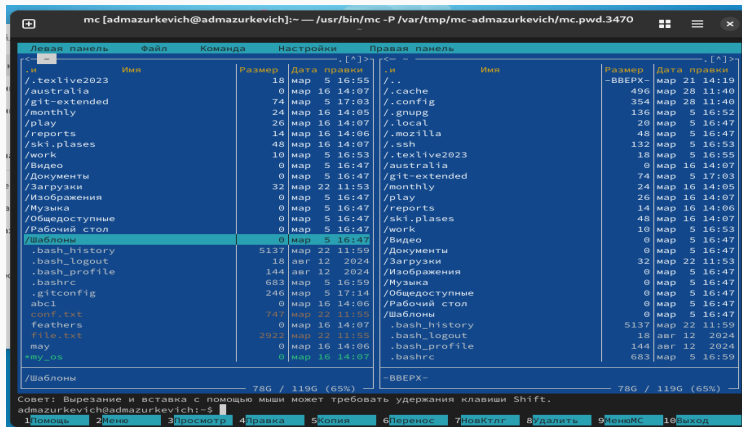 mc [admazurkevich@admazurkevich]:~ — /usr/bin/mc -P /var/tmp/mc-admazurkevich/mc.pwd.3470
~
Левая панель Файл Команда Настройки Правая панель
<— ~ .[^]> <— ~ .[^]>
.и Имя Размер Дата правки .и Имя Размер Дата правки
/.texlive2023 18 мар 5 16:55 /.. -ВВЕРХ- мар 21 14:19
/australia 0 мар 16 14:07 /.cache 496 мар 28 11:40
/git-extended 74 мар 5 17:03 /.config 354 мар 28 11:40
/monthly 24 мар 16 14:05 /.gnupg 136 мар 5 16:52
/play 26 мар 16 14:07 /.local 20 мар 5 16:47
/reports 14 мар 16 14:06 /.mozilla 48 мар 5 16:47
/ski.plases 48 мар 16 14:07 /.ssh 132 мар 5 16:53
/work 10 мар 5 16:53 /.texlive2023 18 мар 5 16:55
/Видео 0 мар 5 16:47 /australia 0 мар 16 14:07
/Документы 0 мар 5 16:47 /git-extended 74 мар 5 17:03
/Загрузки 32 мар 22 11:53 /monthly 24 мар 16 14:05
/Изображения 0 мар 5 16:47 /play 26 мар 16 14:07
/Музыка 0 мар 5 16:47 /reports 14 мар 16 14:06
/Общедоступные 0 мар 5 16:47 /ski.plases 48 мар 16 14:07
/Рабочий стол 0 мар 5 16:47 /work 10 мар 5 16:53
/Шаблоны 0 мар 5 16:47 /Видео 0 мар 5 16:47
.bash_history 5137 мар 22 11:59 /Документы 0 мар 5 16:47
.bash_logout 18 авг 12 2024 /Загрузки 32 мар 22 11:53
.bash_profile 144 авг 12 2024 /Изображения 0 мар 5 16:47
.bashrc 683 мар 5 16:59 /Музыка 0 мар 5 16:47
.gitconfig 246 мар 5 17:14 /Общедоступные 0 мар 5 16:47
abc1 0 мар 16 14:06 /Рабочий стол 0 мар 5 16:47
conf.txt 747 мар 22 11:55 /Шаблоны 0 мар 5 16:47
feathers 0 мар 16 14:07 .bash_history 5137 мар 22 11:59
file.txt 2922 мар 22 11:55 .bash_logout 18 авг 12 2024
may 0 мар 16 14:06 .bash_profile 144 авг 12 2024
*my_os 0 мар 16 14:07 .bashrc 683 мар 5 16:59
/Шаблоны -ВВЕРХ-
78G / 119G (65%) 78G / 119G (65%)
Совет: Вырезание и вставка с помощью мыши может требовать удержания клавиши Shift.
admazurkevich@admazurkevich:~$
1Помощь 2Меню 3Просмотр 4Правка 5Копия 6Перенос 7НовКтлг 8Удалить 9МенюMC 10Выход